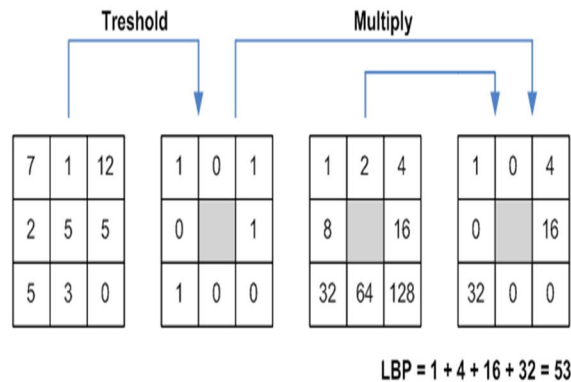 Treshold Multiply
7 1 12 1 0 1 1 2 4 1 0 4
2 5 5 0 1 8 16 0 16
5 3 0 1 0 0 32 64 128 32 0 0
LBP = 1 + 4 + 16 + 32 = 53